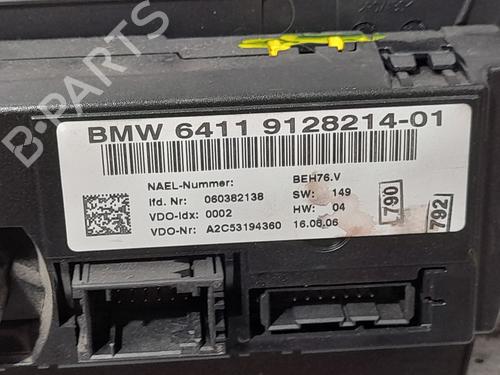 B-PARTS
BMW 6411 9128214-01
NAEL-Nummer: BEH76.V
lfd. Nr: 060382138 SW: 149
VDO-Idx: 0002 HW: 04
VDO-Nr: A2C53194360 16.06.06
790
792